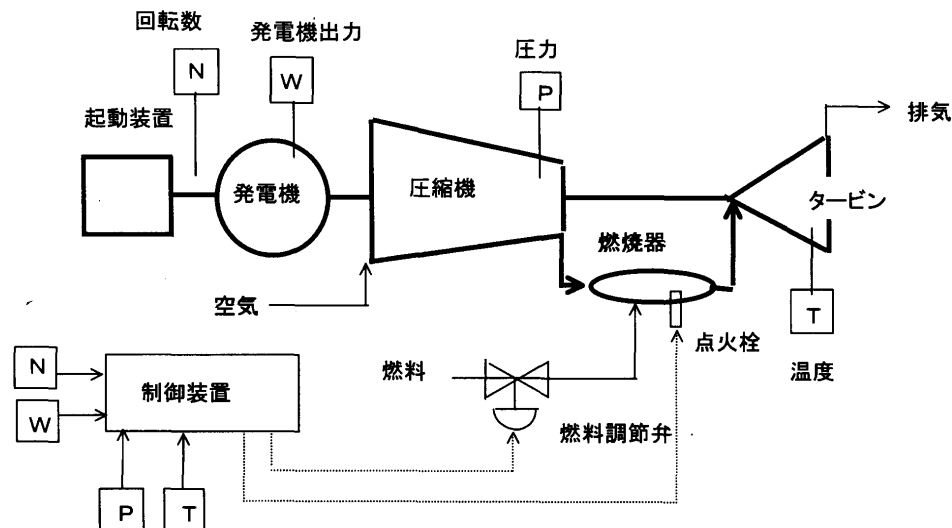 回転数
発電機出力
圧力
N
W
P
起動装置
排気
発電機
圧縮機
タービン
燃焼器
空気
T
点火栓
温度
N
制御装置
燃料
W
燃料調節弁
P
T